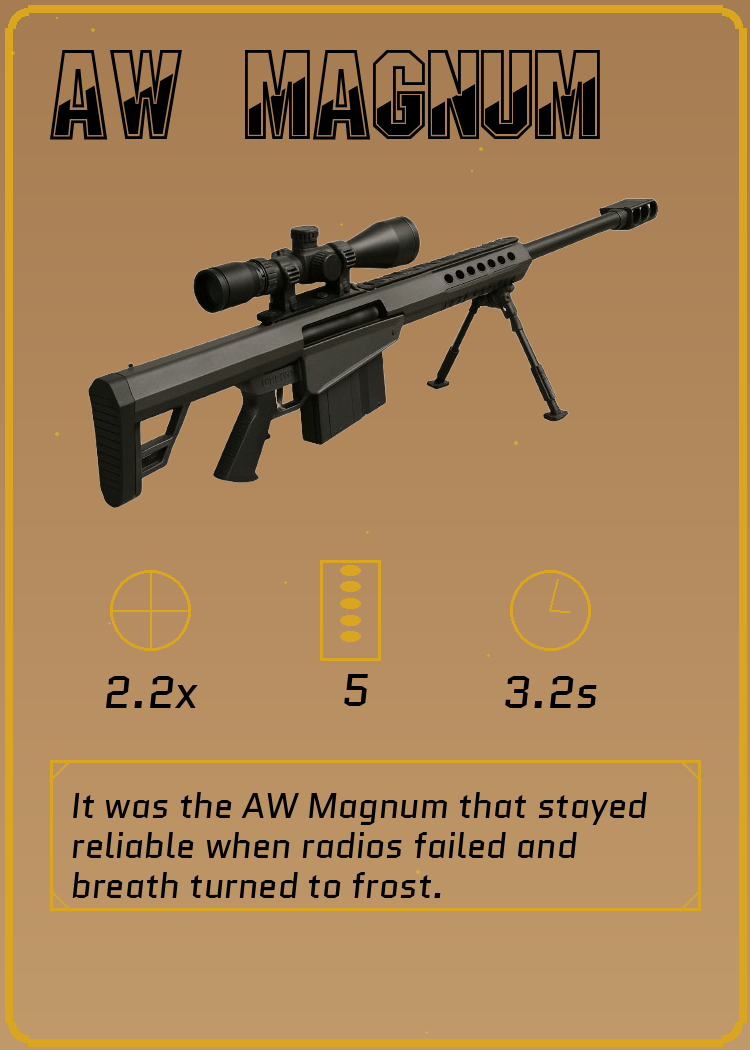 AW MAGNUM
2.2x
5
3.2s
It was the AW Magnum that stayed
reliable when radios failed and
breath turned to frost.